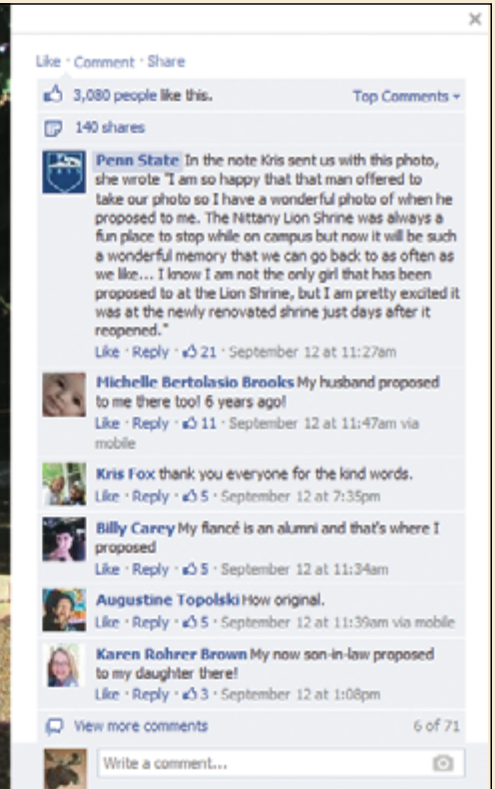 Like · Comment · Share
3,080 people like this.
Top Comments
140 shares
Penn State In the note Kris sent us with this photo,
she wrote "I am so happy that that man offered to
take our photo so I have a wonderful photo of when he
proposed to me. The Nittany Lion Shrine was always a
fun place to stop while on campus but now it will be such
a wonderful memory that we can go back to as often as
we like... I know I am not the only girl that has been
proposed to at the Lion Shrine, but I am pretty excited it
was at the newly renovated shrine just days after it
reopened."
Like · Reply · 21 · September 12 at 11:27am
Michelle Bertolasio Brooks My husband proposed
to me there too! 6 years ago!
Like · Reply · 11 · September 12 at 11:47am via
mobile
Kris Fox thank you everyone for the kind words.
Like · Reply · 5 · September 12 at 7:35pm
Billy Carey My fiancé is an alumni and that's where I
proposed
Like · Reply · 5 · September 12 at 11:34am
Augustine Topolski How original.
Like · Reply · 5 · September 12 at 11:39am via mobile
Karen Rohrer Brown My now son-in-law proposed
to my daughter there!
Like · Reply · 3 · September 12 at 1:08pm
View more comments
6 of 71
Write a comment...